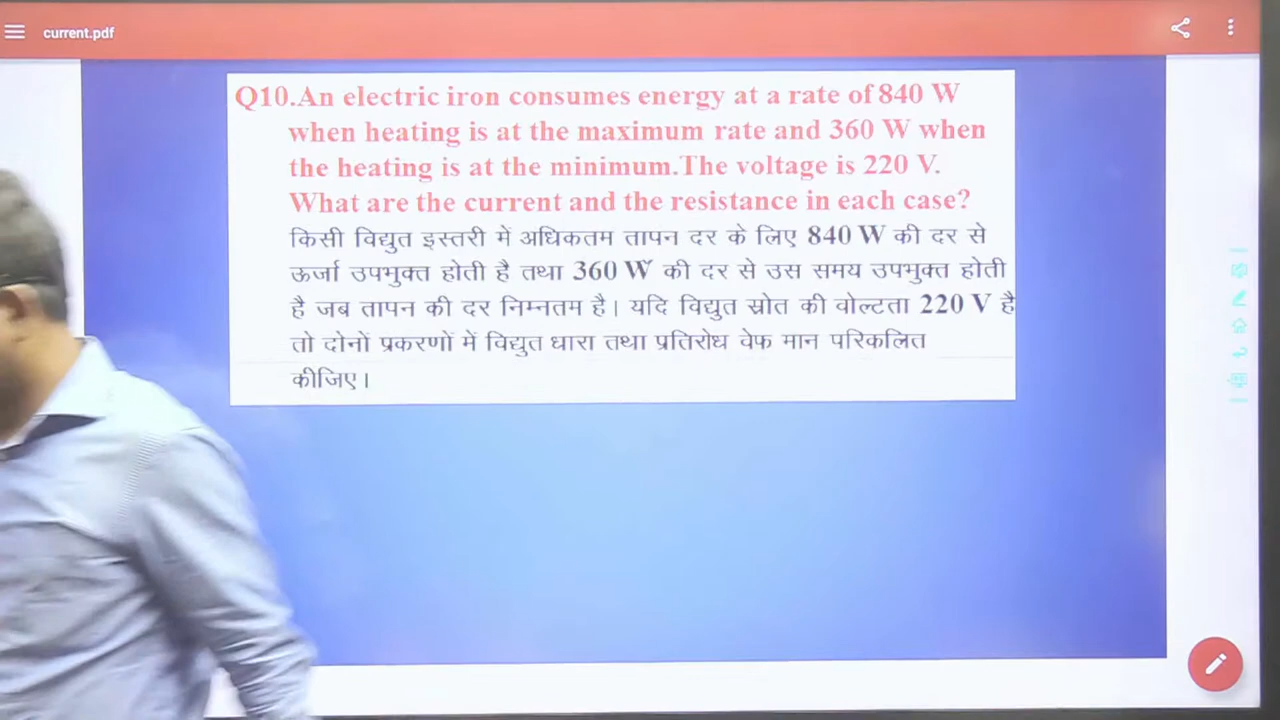 current.pdf
Q10.An electric iron consumes energy at a rate of 840 W
when heating is at the maximum rate and 360 W when
the heating is at the minimum.The voltage is 220 V.
What are the current and the resistance in each case?
किसी विद्युत इस्तरी में अधिकतम तापन दर के लिए 840 W की दर से
ऊर्जा उपमुक्त होती है तथा 360 W की दर से उस समय उपमुक्त होती
है जब तापन की दर निम्नतम है। यदि विद्युत स्रोत की वोल्टता 220 V है
तो दोनों प्रकरणों में विद्युत धारा तथा प्रतिरोध वेफ मान परिकलित
कीजिए।